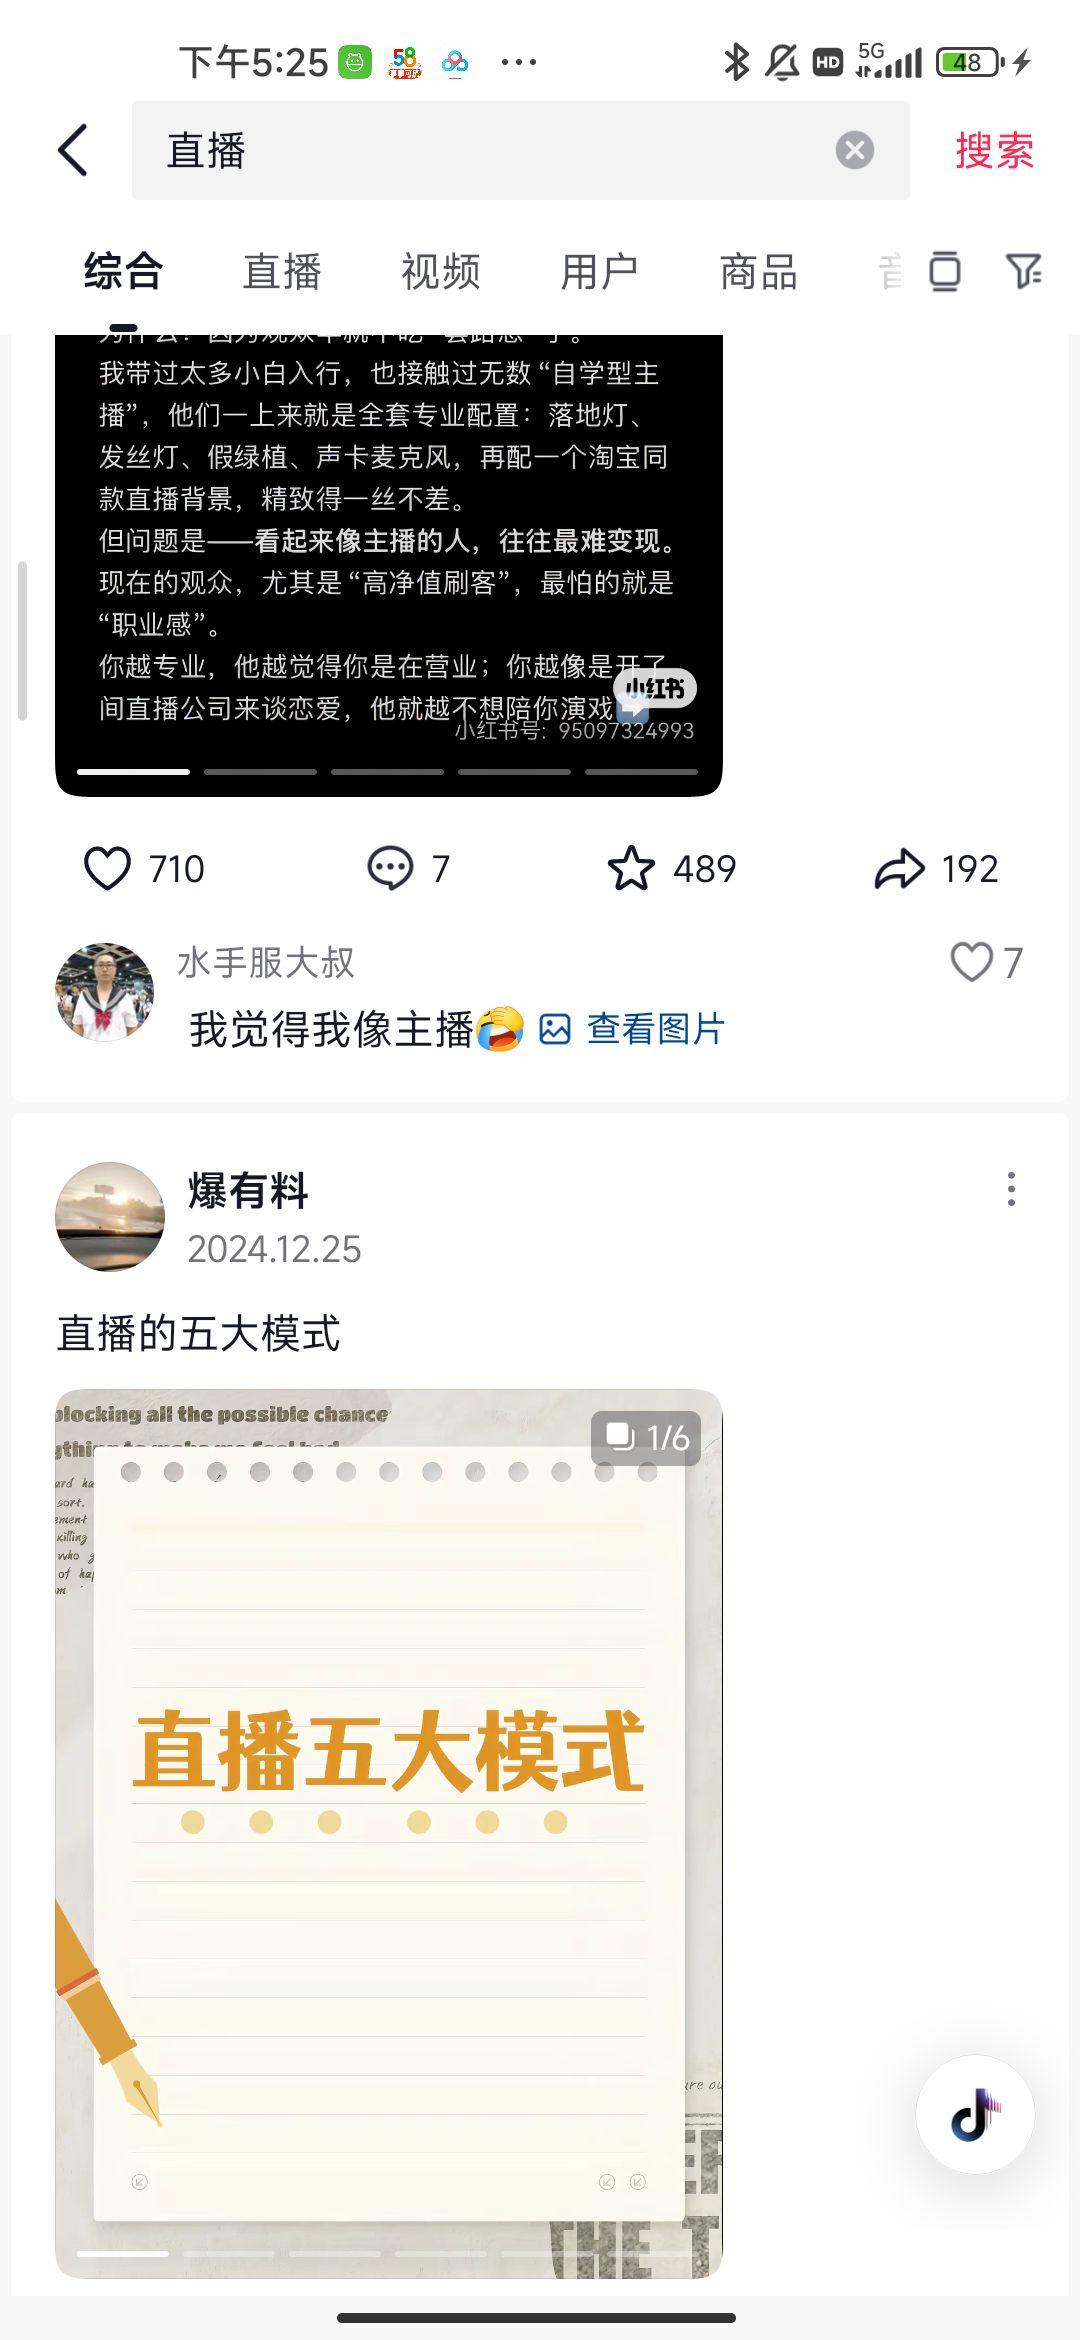 下午5:25
HD
5G
48
直播
搜索
综合
直播
视频
用户
商品
我带过太多小白入行，也接触过无数“自学型主
播”，他们一上来就是全套专业配置：落地灯、
发丝灯、假绿植、声卡麦克风，再配一个淘宝同
款直播背景，精致得一丝不差。
但问题是——看起来像主播的人，往往最难变现。
现在的观众，尤其是“高净值刷客”，最怕的就是
“职业感”。
你越专业，他越觉得你是在营业；你越像是开了
小红书
间直播公司来谈恋爱，他就越不想陪你演戏
小红书号: 95097324993
710
7
489
192
水手服大叔
7
我觉得我像主播
查看图片
爆有料
2024.12.25
直播的五大模式
blocking all the possible chance
1/6
sort.
killing
who
of
直播五大模式